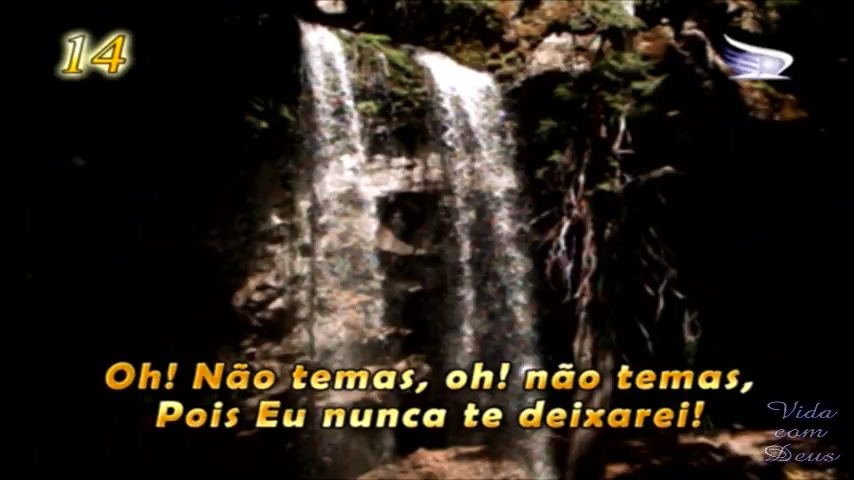 14
Oh! Não temas, oh! não temas,
Pois Eu nunca te deixarei!
Vida
com
Deus